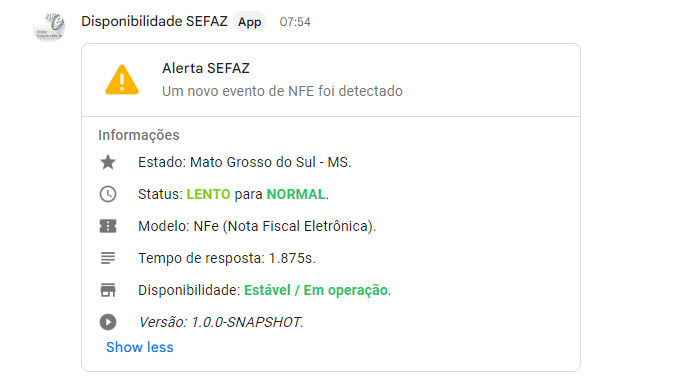 Disponibilidade SEFAZ App 07:54
Alerta SEFAZ
Um novo evento de NFE foi detectado
Informações
Estado: Mato Grosso do Sul - MS.
Status: LENTO para NORMAL.
Modelo: NFe (Nota Fiscal Eletrônica).
Tempo de resposta: 1.875s.
Disponibilidade: Estável / Em operação.
Versão: 1.0.0-SNAPSHOT.
Show less